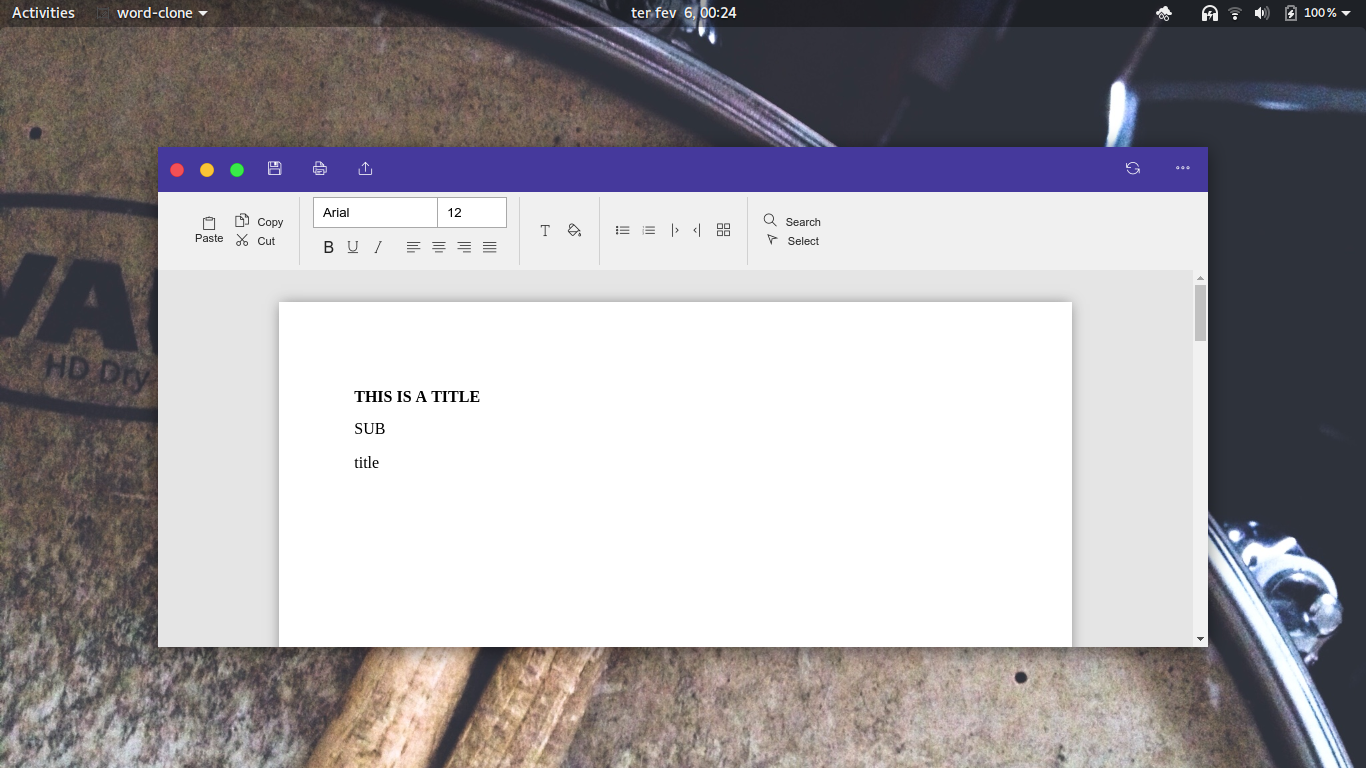 Activities word-clone ter fev 6, 00:24 100%
Paste
Copy
Cut
Arial 12
B U I
T
Search
Select
HD Dry
THIS IS A TITLE
SUB
title